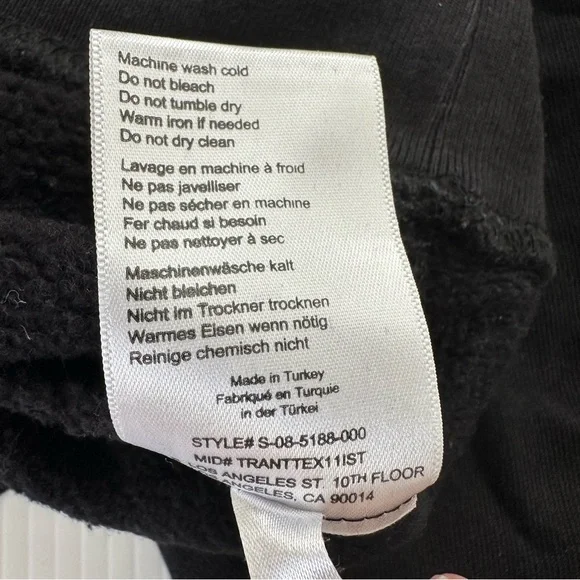 Machine wash cold
Do not bleach
Do not tumble dry
Warm iron if needed
Do not dry clean
Lavage en machine à froid
Ne pas javelliser
Ne pas sécher en machine
Fer chaud si besoin
Ne pas nettoyer à sec
Maschinenwäsche kalt
Nicht bleichen
Nicht im Trockner trocknen
Warmes Eisen wenn nötig
Reinige chemisch nicht
Made in Turkey
Fabriqué en Turquie
in der Türkei
STYLE# S-08-5188-000
MID# TRANTTEX11IST
LOS ANGELES ST 10TH FLOOR
ANGELES, CA 90014